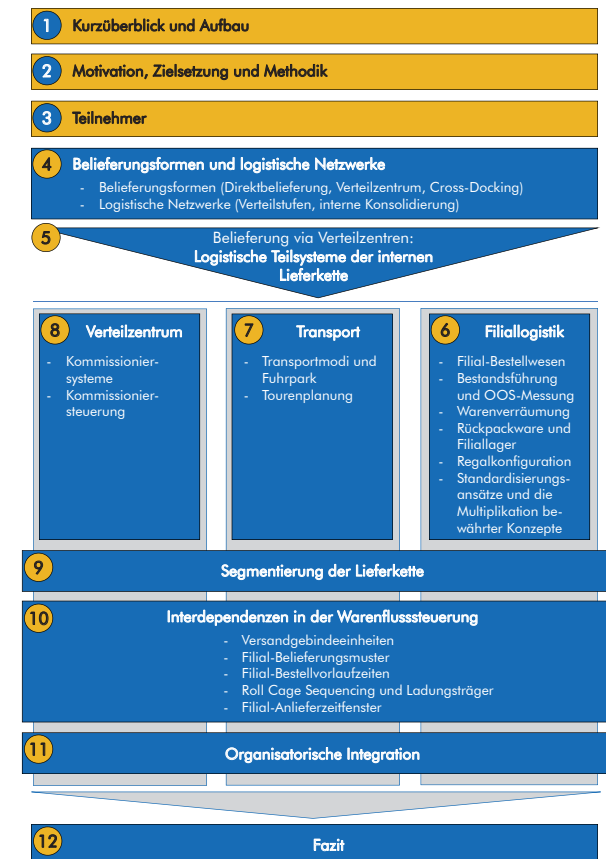 1 Kurzüberblick und Aufbau
2 Motivation, Zielsetzung und Methodik
3 Teilnehmer
4 Belieferungsformen und logistische Netzwerke
- Belieferungsformen (Direktbelieferung, Verteilzentrum, Cross-Docking)
- Logistische Netzwerke (Verteilstufen, interne Konsolidierung)
5 Belieferung via Verteilzentren:
Logistische Teilsysteme der internen
Lieferkette
8 Verteilzentrum
- Kommissionier-
systeme
- Kommissionier-
steuerung
7 Transport
- Transportmodi und
Fuhrpark
- Tourenplanung
6 Filiallogistik
- Filial-Bestellwesen
- Bestandsführung
und OOS-Messung
- Warenverräumung
- Rückpackware und
Filiallager
- Regalkonfiguration
- Standardisierungs-
ansätze und die
Multiplikation be-
währter Konzepte
9 Segmentierung der Lieferkette
10 Interdependenzen in der Warenflusssteuerung
- Versandgebindeeinheiten
- Filial-Belieferungsmuster
- Filial-Bestellvorlaufzeiten
- Roll Cage Sequencing und Ladungsträger
- Filial-Anlieferzeitfenster
11 Organisatorische Integration
12 Fazit